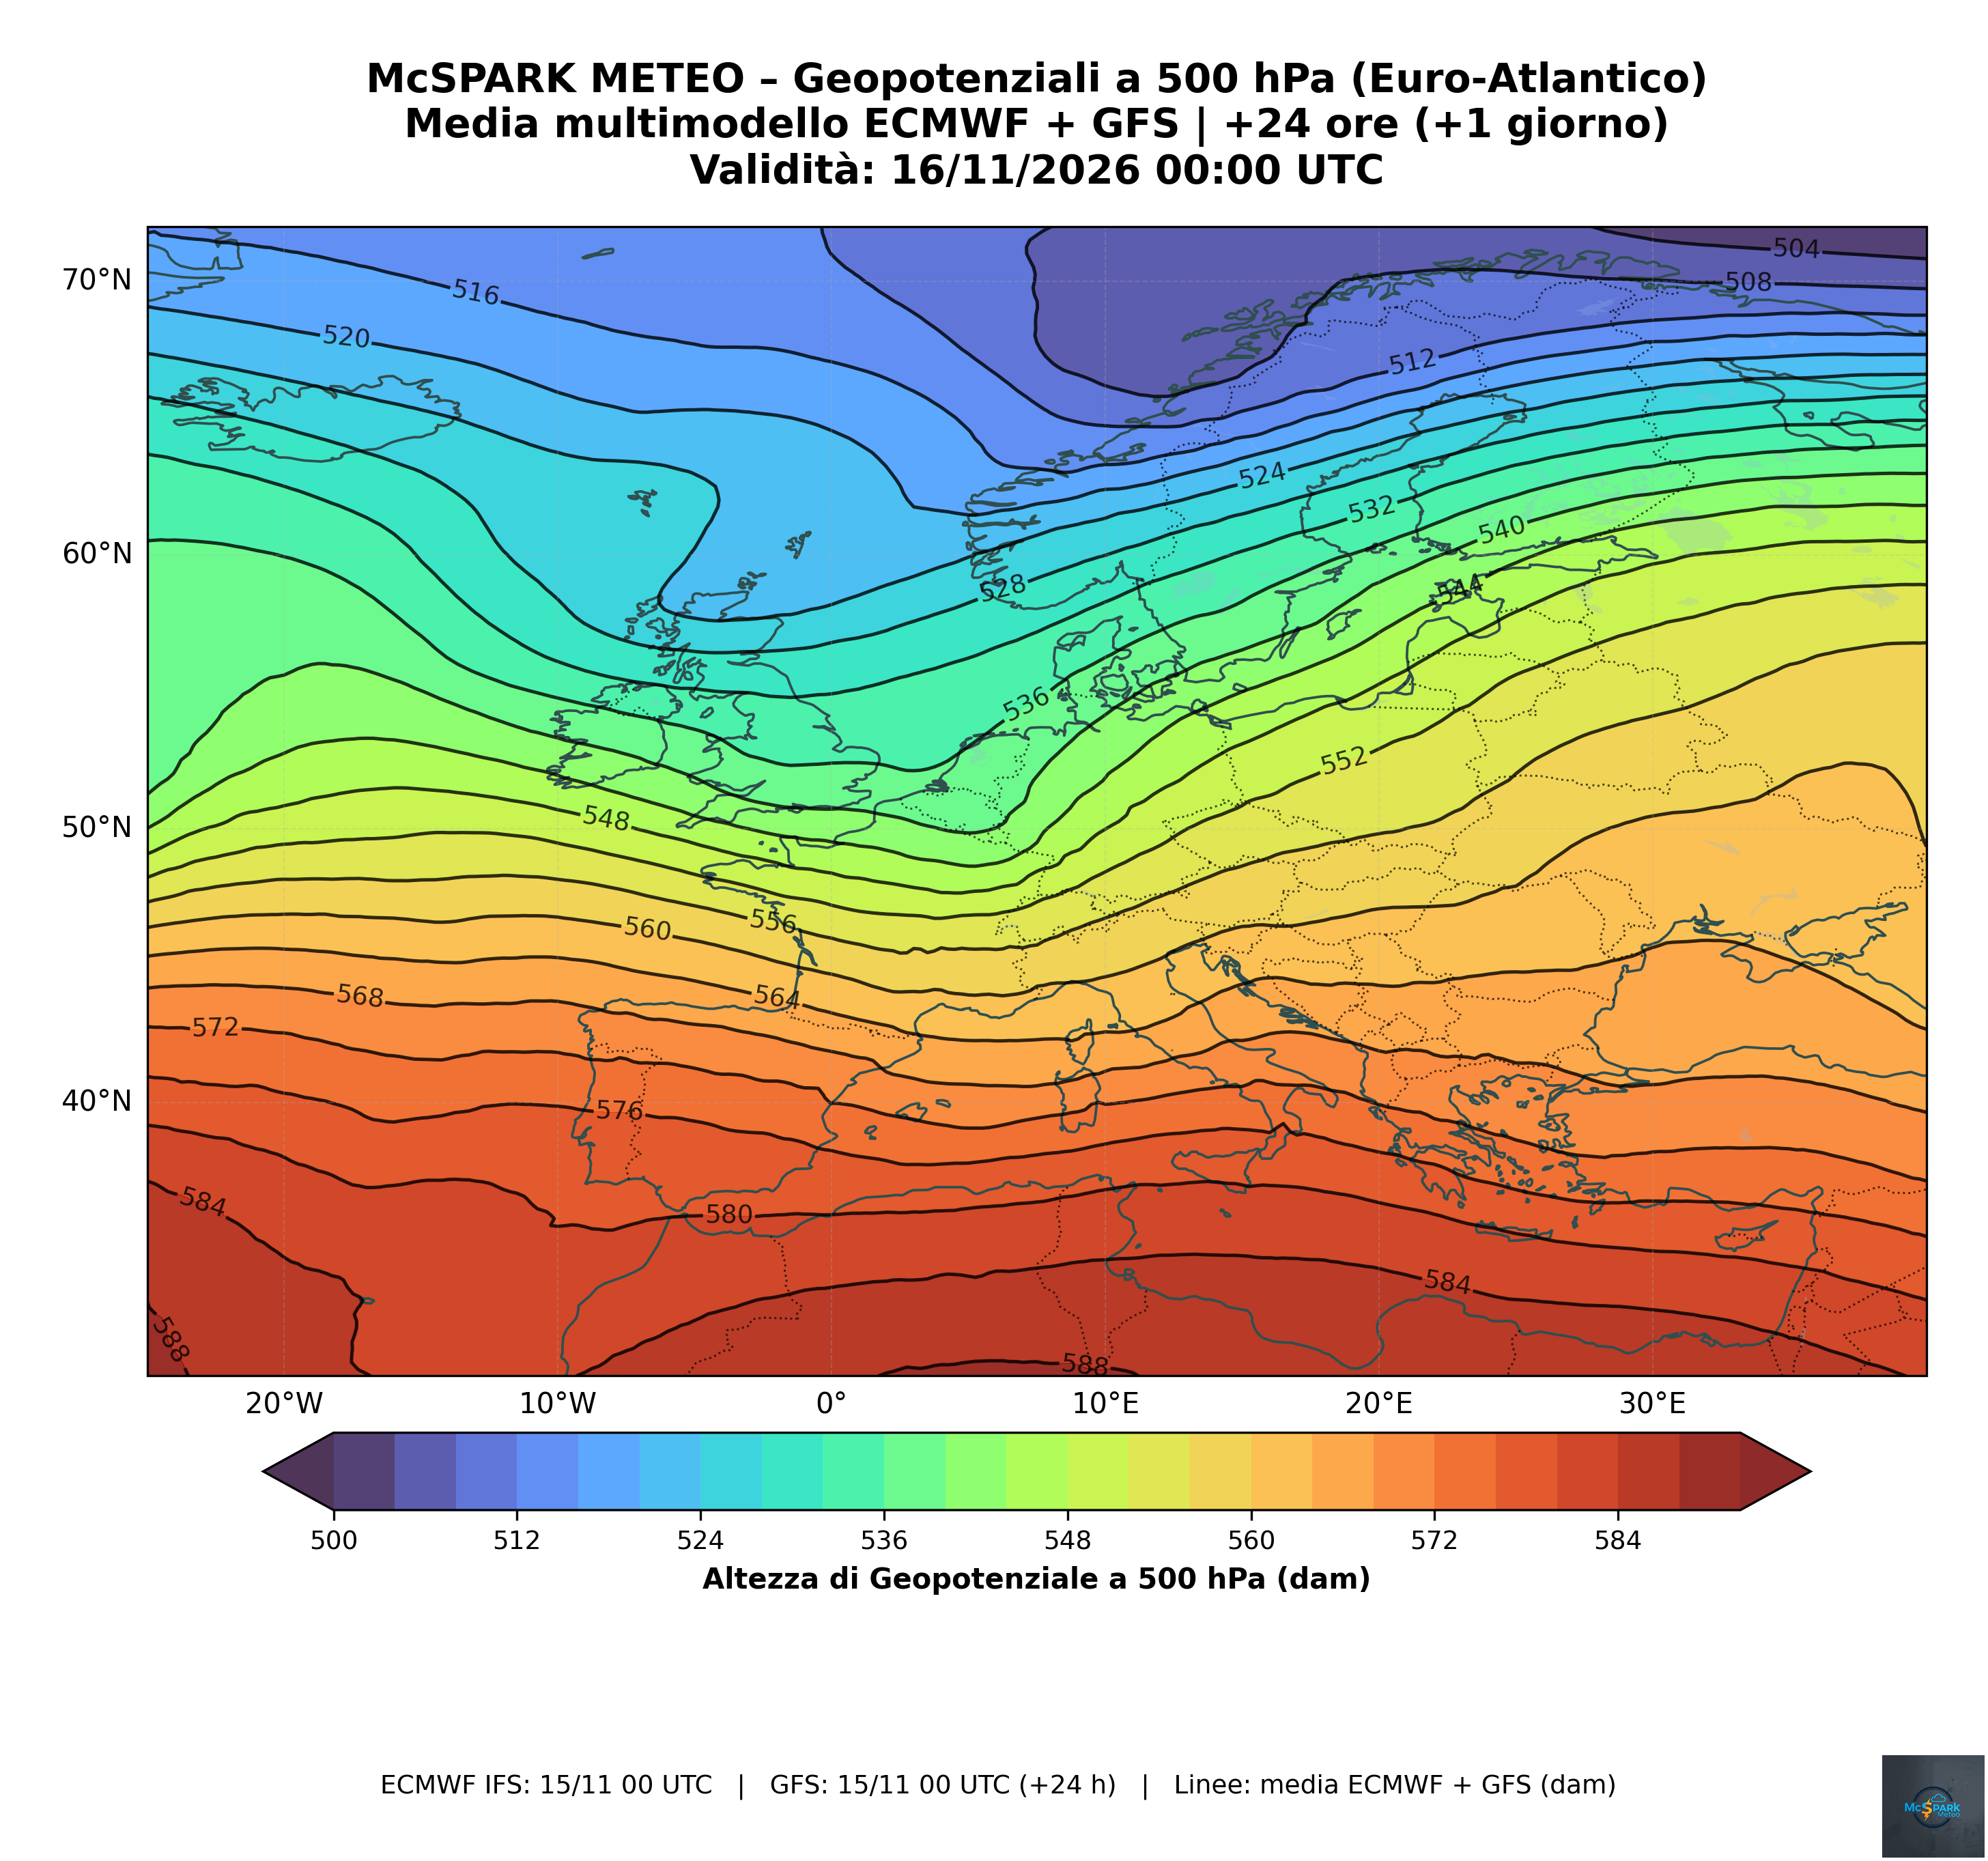 McSPARK METEO – Geopotenziali a 500 hPa (Euro-Atlantico)
Media multimodello ECMWF + GFS | +24 ore (+1 giorno)
Validità: 16/11/2026 00:00 UTC
504
70°N
508
516
520
512
524
532
540
60°N
528
544
536
552
50°N
548
556
560
564
568
572
40°N
576
584
580
584
588
588
20°W 10°W 0° 10°E 20°E 30°E
500 512 524 536 548 560 572 584
Altezza di Geopotenziale a 500 hPa (dam)
ECMWF IFS: 15/11 00 UTC | GFS: 15/11 00 UTC (+24 h) | Linee: media ECMWF + GFS (dam)
McSPARK
Meteo